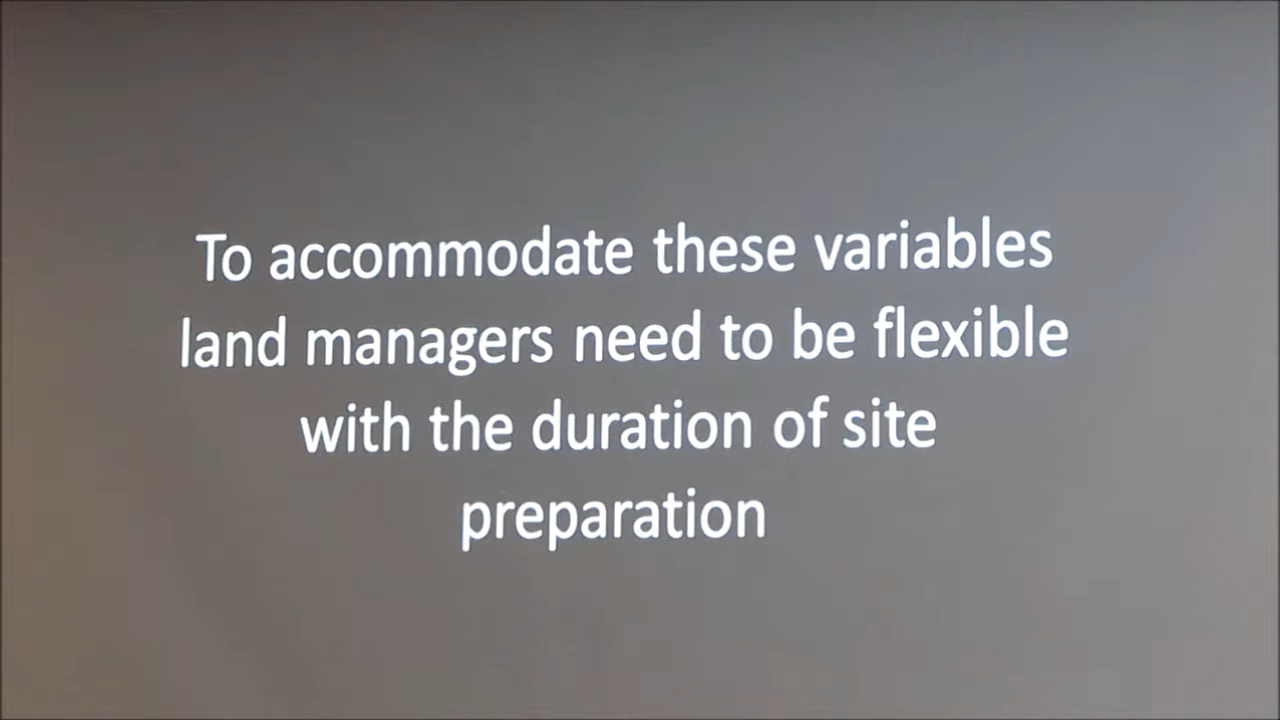 To accommodate these variables
land managers need to be flexible
with the duration of site
preparation